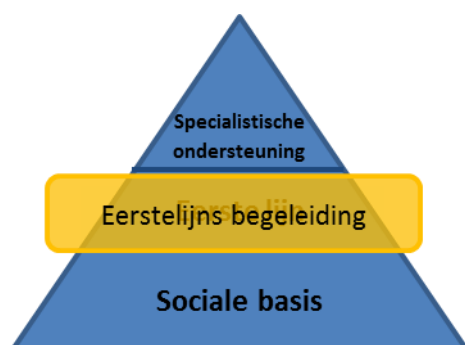 Specialistische
ondersteuning
Eerstelijns begeleiding
Sociale basis